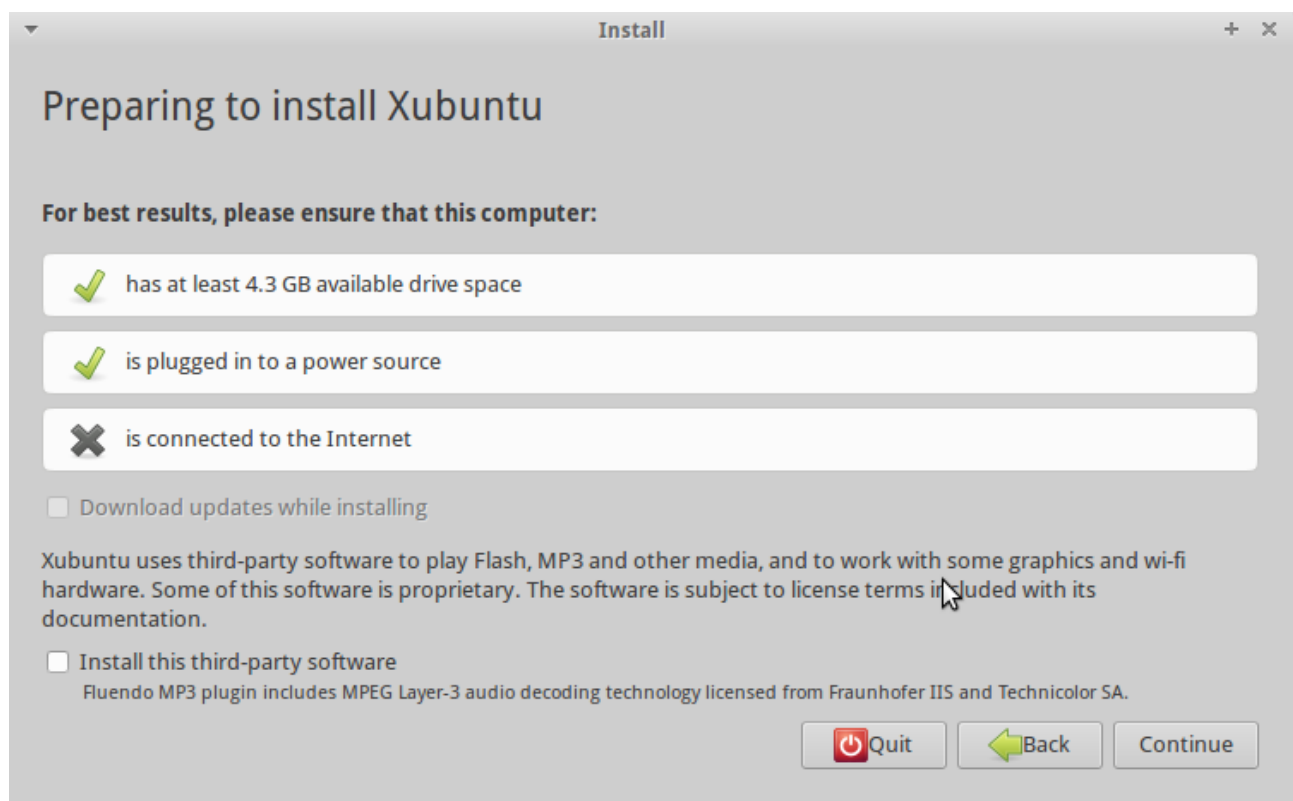 Install
Preparing to install Xubuntu
For best results, please ensure that this computer:
has at least 4.3 GB available drive space
is plugged in to a power source
is connected to the Internet
Download updates while installing
Xubuntu uses third-party software to play Flash, MP3 and other media, and to work with some graphics and wi-fi
hardware. Some of this software is proprietary. The software is subject to license terms included with its
documentation.
Install this third-party software
Fluendo MP3 plugin includes MPEG Layer-3 audio decoding technology licensed from Fraunhofer IIS and Technicolor SA.
Quit Back Continue